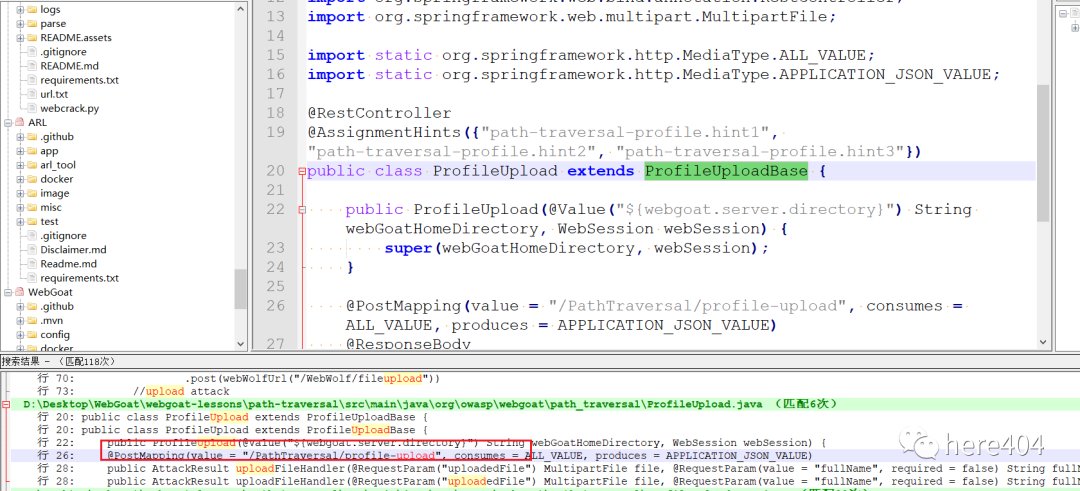 logs
parse
README.assets
.gitignore
README.md
requirements.txt
url.txt
webcrack.py
ARL
.github
app
arl_tool
docker
image
misc
test
.gitignore
Disclaimer.md
Readme.md
requirements.txt
WebGoat
.github
.mvn
config
docker
13 import org.springframework.web.multipart.MultipartFile;
14
15 import static org.springframework.http.MediaType.ALL_VALUE;
16 import static org.springframework.http.MediaType.APPLICATION_JSON_VALUE;
17
18 @RestController
19 @AssignmentHints({"path-traversal-profile.hint1",
"path-traversal-profile.hint2", "path-traversal-profile.hint3"})
20 public class ProfileUpload extends ProfileUploadBase {
21
22 public ProfileUpload(@Value("${webgoat.server.directory}") String
webGoatHomeDirectory, WebSession webSession) {
23 super(webGoatHomeDirectory, webSession);
24 }
25
26 @PostMapping(value = "/PathTraversal/profile-upload", consumes =
ALL_VALUE, produces = APPLICATION_JSON_VALUE)
27 @ResponseBody
搜索结果 - （匹配118次）
行 70: .post(webWolfUrl("/WebWolf/fileupload"))
行 73: //upload attack
D:\Desktop\WebGoat\webgoat-lessons\path-traversal\src\main\java\org\owasp\webgoat\path_traversal\ProfileUpload.java （匹配6次）
行 20: public class ProfileUpload extends ProfileUploadBase {
行 20: public class ProfileUpload extends ProfileUploadBase {
行 22: public ProfileUpload(@Value("${webgoat.server.directory}") String webGoatHomeDirectory, WebSession webSession) {
行 26: @PostMapping(value = "/PathTraversal/profile-upload", consumes = ALL_VALUE, produces = APPLICATION_JSON_VALUE)
行 28: public AttackResult uploadFileHandler(@RequestParam("uploadedFile") MultipartFile file, @RequestParam(value = "fullName", required = false) String full
行 28: public AttackResult uploadFileHandler(@RequestParam("uploadedFile") MultipartFile file, @RequestParam(value = "fullName", required = false) String full
here404